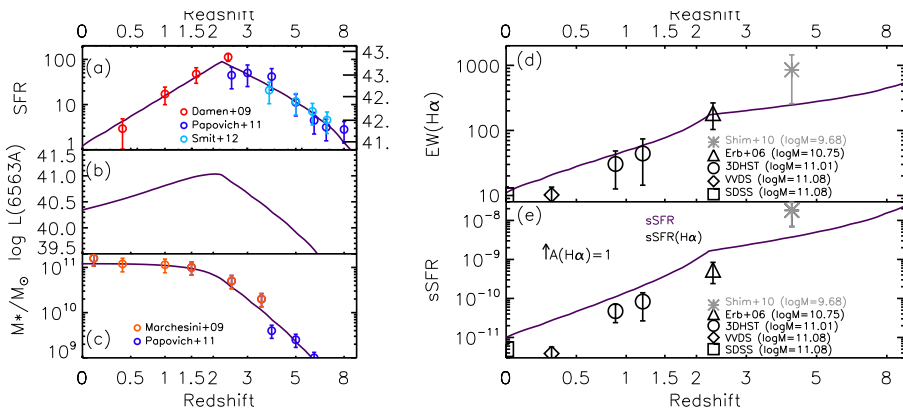 Redshift
0 0.5 1 2 3 5 8
(a)
SFR
100
10
1
43.
43.
42.
42.
41.
Damen+09
Papovich+11
Smit+12
(b)
log L(6563A)
41.5
41.0
40.5
40.0
39.5
(c)
M*/M⊙
10^11
10^10
10^9
Marchesini+09
Papovich+11
0 0.5 1 2 3 5 8
Redshift
Redshift
0 0.5 1 2 3 5 8
(d)
EW(Hα)
1000
100
10
Shim+10 (logM=9.68)
Erb+06 (logM=10.75)
3DHST (logM=11.01)
VVDS (logM=11.08)
SDSS (logM=11.08)
(e)
sSFR
10^-8
10^-9
10^-10
10^-11
sSFR
sSFR(Hα)
↑A(Hα)=1
Shim+10 (logM=9.68)
Erb+06 (logM=10.75)
3DHST (logM=11.01)
VVDS (logM=11.08)
SDSS (logM=11.08)
0 0.5 1 2 3 5 8
Redshift